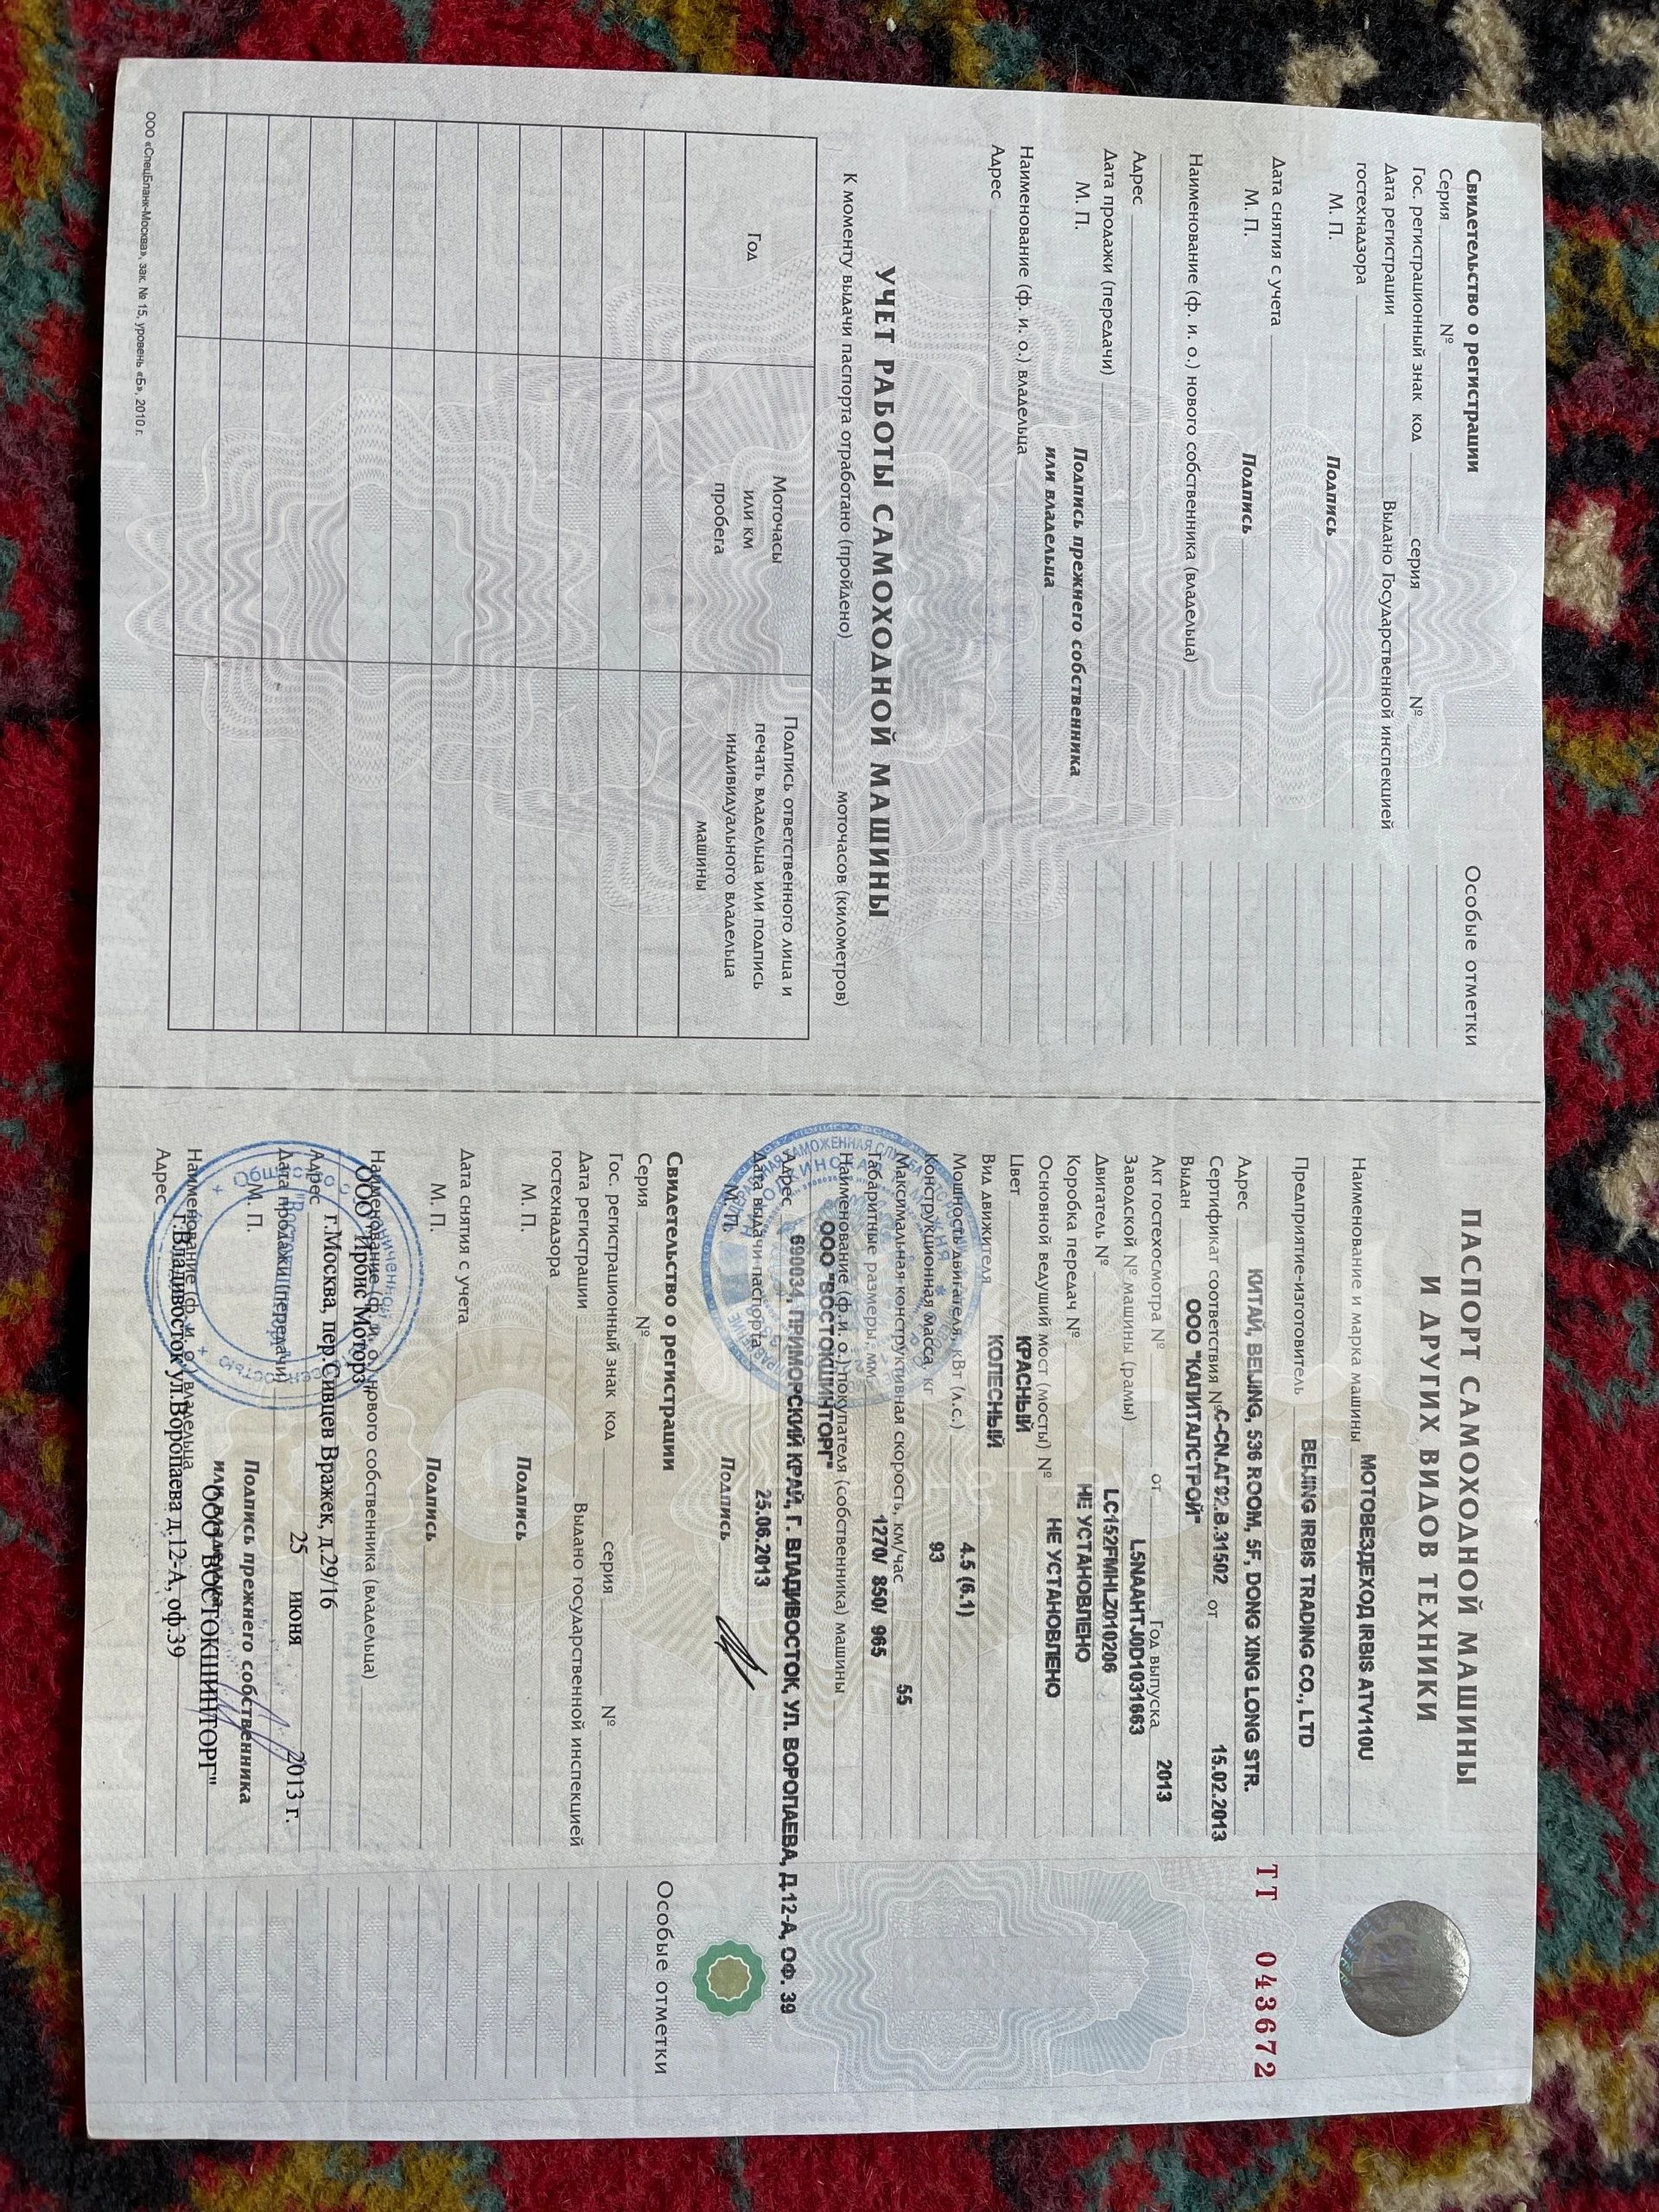 Свидетельство о регистрации
Серия № 
Гос. регистрационный знак код серия №
Дата регистрации Выдано Государственной инспекцией
гостехнадзора
М. П. Подпись
Дата снятия с учета
М. П. Подпись
Наименование (ф. и. о.) нового собственника (владельца)
Адрес
Дата продажи (передачи)
М. П. Подпись прежнего собственника
или владельца
Наименование (ф. и. о.) владельца
Адрес
Особые отметки
УЧЕТ РАБОТЫ САМОХОДНОЙ МАШИНЫ
К моменту выдачи паспорта отработано (пройдено) моточасов (километров)
Год
Моточасы
или км
пробега
Подпись ответственного лица и
печать владельца или подпись
индивидуального владельца
машины
ООО «СпецБланк-Москва», зак. № 15, уровень «Б», 2010 г.
ПАСПОРТ САМОХОДНОЙ МАШИНЫ
И ДРУГИХ ВИДОВ ТЕХНИКИ
ТТ 043672
Наименование и марка машины МОТОВЕЗДЕХОД IRBIS ATV110U
Предприятие-изготовитель BEIJING IRBIS TRADING CO., LTD
Адрес КИТАЙ, BEIJING, 536 ROOM, 5F, DONG XING LONG STR.
Сертификат соответствия № C-CN.АГ92.В.31502 от 15.02.2013
Выдан ООО "КАПИТАЛСТРОЙ"
Акт гостехосмотра № от Год выпуска 2013
Заводской № машины (рамы) L5NAAHTJ0D1031663
Двигатель № LC152FMHLZ010206
Коробка передач № НЕ УСТАНОВЛЕНО
Основной ведущий мост (мосты) № НЕ УСТАНОВЛЕНО
Цвет КРАСНЫЙ
Вид движителя КОЛЕСНЫЙ
Мощность двигателя, кВт (л.с.) 4.5 (6.1)
Конструкционная масса, кг 93
Максимальная конструктивная скорость, км/час 55
Габаритные размеры, мм 1270/ 850/ 965
Наименование (ф. и. о.) покупателя (собственника) машины
ООО "ВОСТОКШИНТОРГ"
Адрес 690034, ПРИМОРСКИЙ КРАЙ, Г. ВЛАДИВОСТОК, УЛ. ВОРОПАЕВА, Д.12-А, ОФ. 39
Дата выдачи паспорта 25.06.2013
М. П. Подпись
Свидетельство о регистрации
Серия №
Гос. регистрационный знак код серия №
Дата регистрации Выдано государственной инспекцией
гостехнадзора
М. П. Подпись
Дата снятия с учета
М. П. Подпись
Наименование (ф. и. о.) нового собственника (владельца)
ООО "Ирбис Моторз"
Адрес г.Москва, пер.Сивцев Вражек, д.29/16
Дата продажи (передачи) 25 июня 2013 г.
М. П. Подпись прежнего собственника
или владельца
ООО "ВОСТОКШИНТОРГ"
Наименование (ф. и. о.) владельца
г.Владивосток ул.Воропаева д.12-А, оф.39
Адрес
Особые отметки